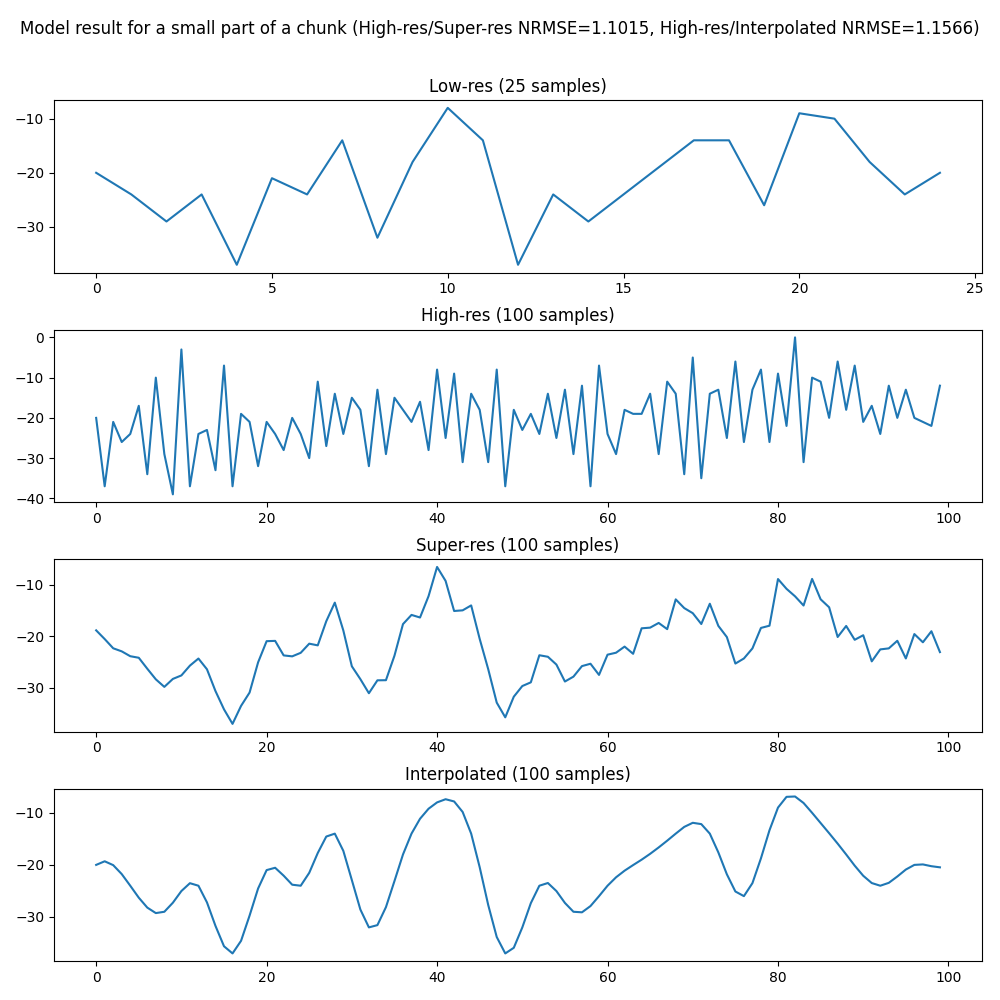 Model result for a small part of a chunk (High-res/Super-res NRMSE=1.1015, High-res/Interpolated NRMSE=1.1566)
Low-res (25 samples)
−10
−20
−30
0 5 10 15 20 25
High-res (100 samples)
0
−10
−20
−30
−40
0 20 40 60 80 100
Super-res (100 samples)
−10
−20
−30
0 20 40 60 80 100
Interpolated (100 samples)
−10
−20
−30
0 20 40 60 80 100